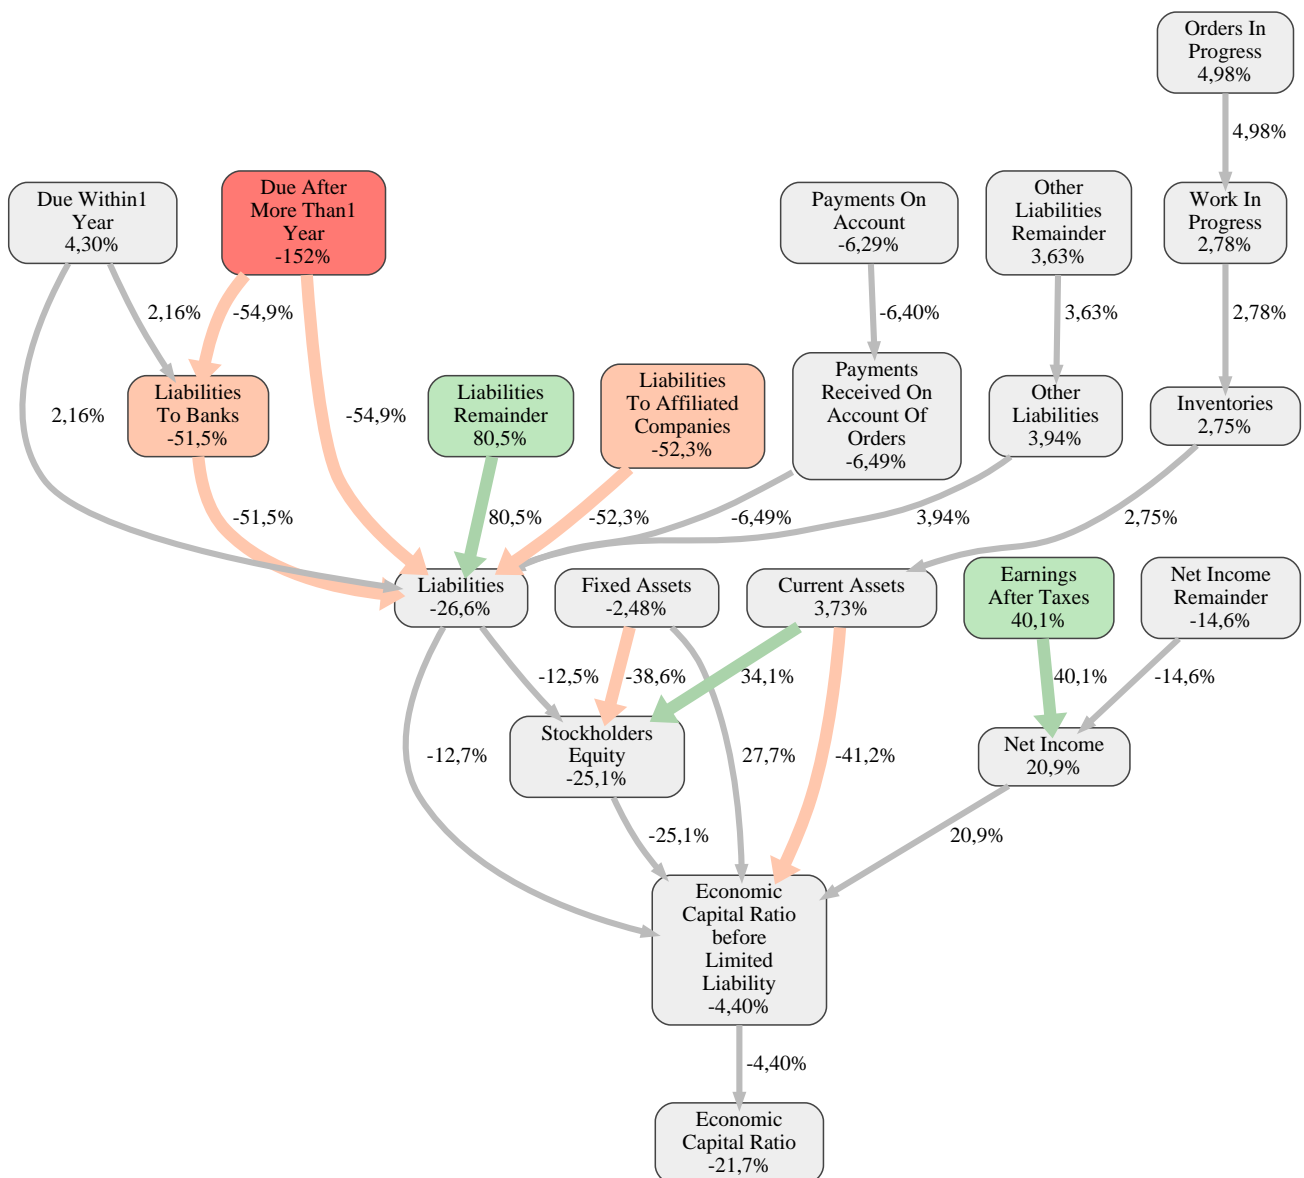 Orders In
Progress
4,98%
4,98%
Due Within1
Year
4,30%
Due After
More Than1
Year
-152%
Payments On
Account
-6,29%
Other
Liabilities
Remainder
3,63%
Work In
Progress
2,78%
2,16%
-54,9%
-6,40%
3,63%
2,78%
2,16%
Liabilities
To Banks
-51,5%
-54,9%
Liabilities
Remainder
80,5%
Liabilities
To Affiliated
Companies
-52,3%
Payments
Received On
Account Of
Orders
-6,49%
Other
Liabilities
3,94%
Inventories
2,75%
-51,5%
80,5%
-52,3%
-6,49%
3,94%
2,75%
Liabilities
-26,6%
Fixed Assets
-2,48%
Current Assets
3,73%
Earnings
After Taxes
40,1%
Net Income
Remainder
-14,6%
-12,5%
-38,6%
34,1%
40,1%
-14,6%
-12,7%
Stockholders
Equity
-25,1%
27,7%
-41,2%
Net Income
20,9%
-25,1%
20,9%
Economic
Capital Ratio
before
Limited
Liability
-4,40%
-4,40%
Economic
Capital Ratio
-21,7%